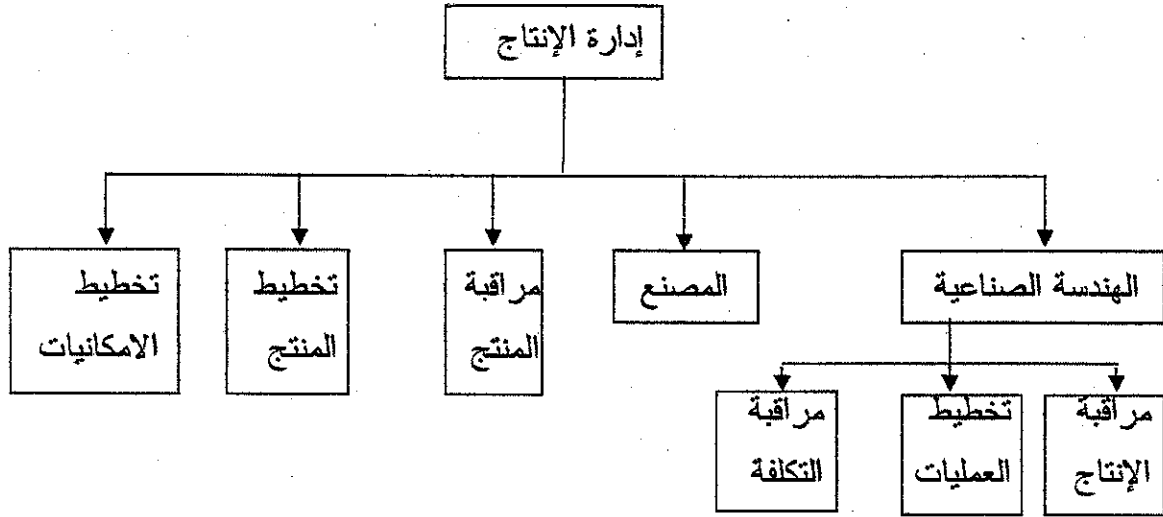 إدارة الإنتاج
الهندسة الصناعية
المصنع
مراقبة
المنتج
تخطيط
المنتج
تخطيط
الامكانيات
مراقبة
الإنتاج
تخطيط
العمليات
مراقبة
التكلفة